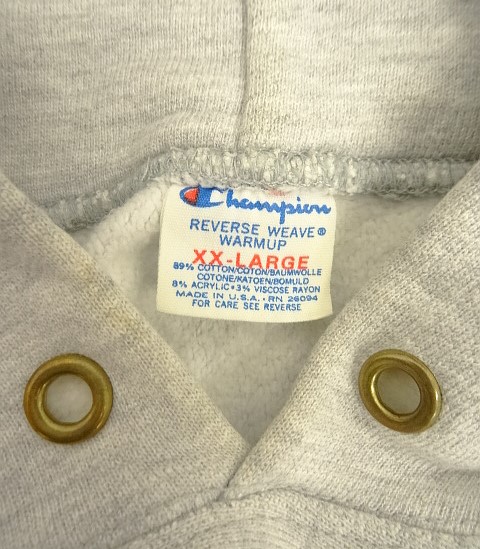 Champion
REVERSE WEAVE®
WARMUP
XX-LARGE
89% COTTON/COTON/BAUMWOLLE
COTONE/KATOEN/BOMULD
8% ACRYLIC•3% VISCOSE RAYON
MADE IN U.S.A.• RN 26094
FOR CARE SEE REVERSE